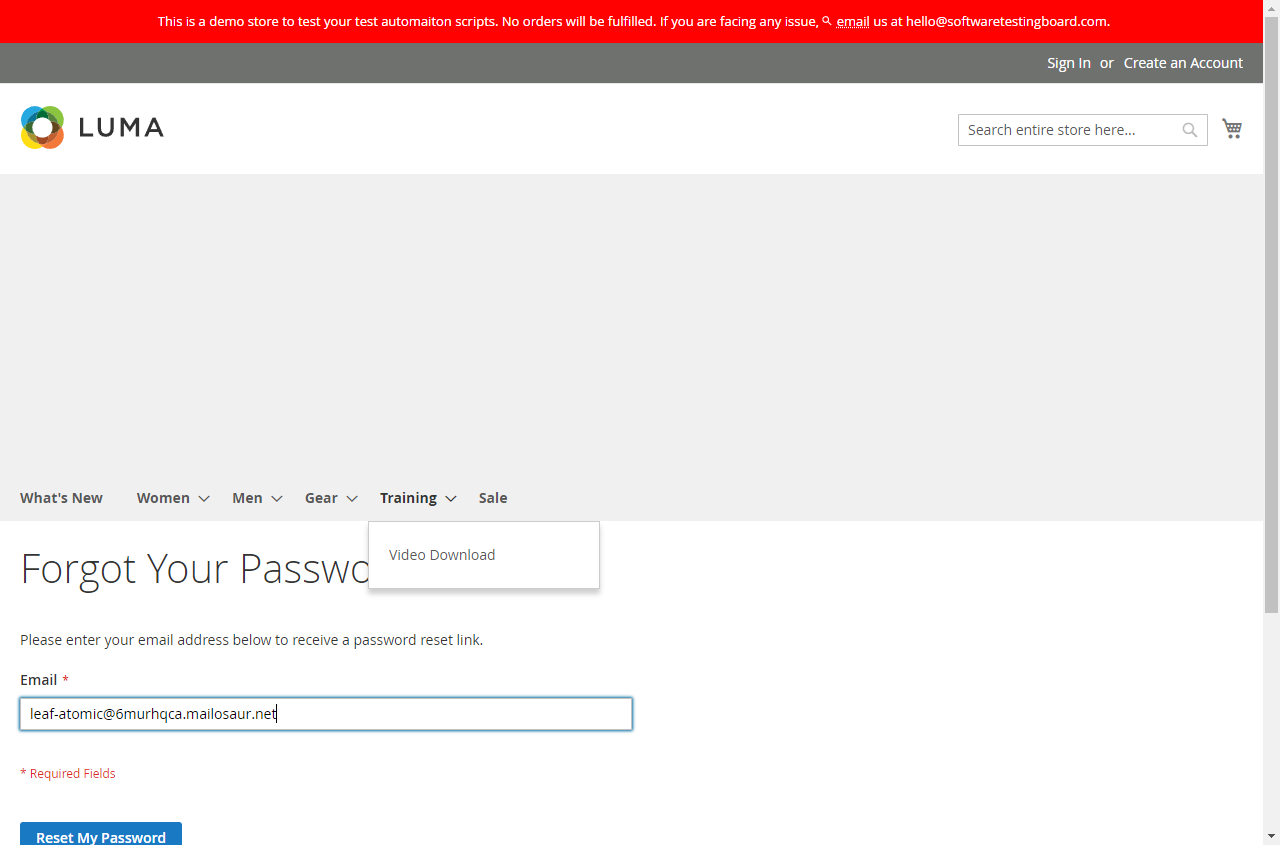 This is a demo store to test your test automaiton scripts. No orders will be fulfilled. If you are facing any issue, email us at hello@softwaretestingboard.com.
Sign In or Create an Account
LUMA
Search entire store here...
What's New Women Men Gear Training Sale
Video Download
Forgot Your Passwo
Please enter your email address below to receive a password reset link.
Email *
leaf-atomic@6murhqca.mailosaur.net
* Required Fields
Reset My Password